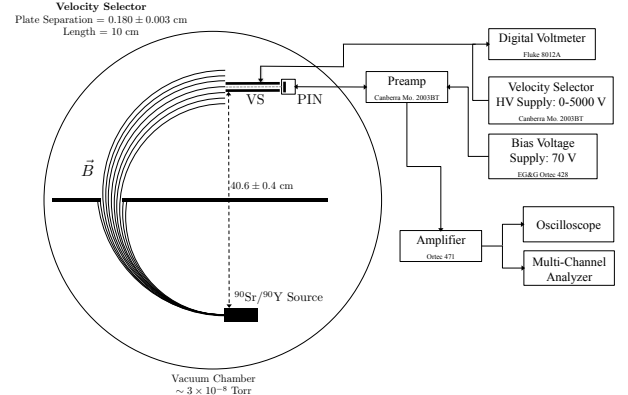 Velocity Selector
Plate Separation = 0.180 ± 0.003 cm
Length = 10 cm
Digital Voltmeter
Fluke 8012A
Preamp
Canberra Mo. 2003BT
Velocity Selector
HV Supply: 0-5000 V
Canberra Mo. 2003BT
VS
PIN
Bias Voltage
Supply: 70 V
EG&G Ortec 428
B⃗
40.6 ± 0.4 cm
Oscilloscope
Amplifier
Ortec 471
Multi-Channel
Analyzer
⁹⁰Sr/⁹⁰Y Source
Vacuum Chamber
∼ 3 × 10⁻⁸ Torr